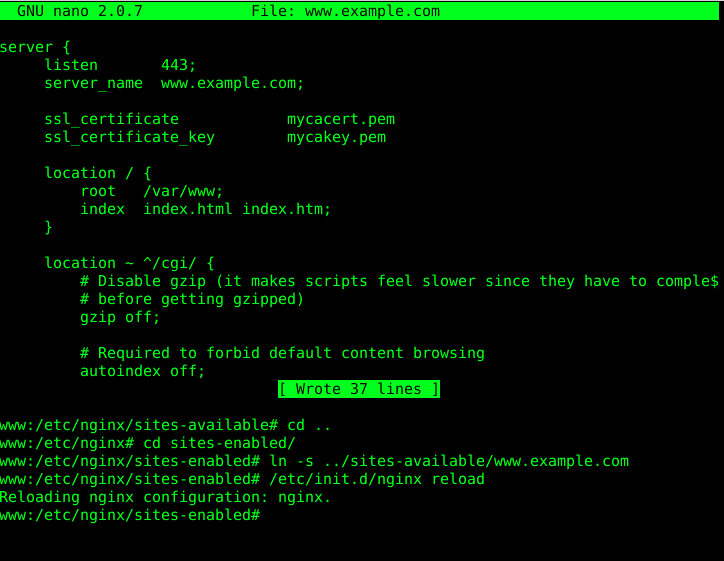 GNU nano 2.0.7 File: www.example.com
server {
listen 443;
server_name www.example.com;
ssl_certificate mycacert.pem
ssl_certificate_key mycakey.pem
location / {
root /var/www;
index index.html index.htm;
}
location ~ ^/cgi/ {
# Disable gzip (it makes scripts feel slower since they have to comple$
# before getting gzipped)
gzip off;
# Required to forbid default content browsing
autoindex off;
[ Wrote 37 lines ]
www:/etc/nginx/sites-available# cd ..
www:/etc/nginx# cd sites-enabled/
www:/etc/nginx/sites-enabled# ln -s ../sites-available/www.example.com
www:/etc/nginx/sites-enabled# /etc/init.d/nginx reload
Reloading nginx configuration: nginx.
www:/etc/nginx/sites-enabled#